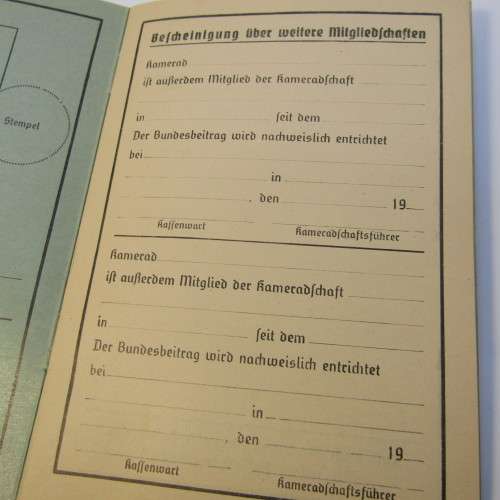 Stempel
Bescheinigung über weitere Mitgliedschaften
Kamerad
ist außerdem Mitglied der Kameradschaft
in seit dem
Der Bundesbeitrag wird nachweislich entrichtet
bei
in
, den 19
Kassenwart Kameradschaftsführer
Kamerad
ist außerdem Mitglied der Kameradschaft
in seit dem
Der Bundesbeitrag wird nachweislich entrichtet
bei
in
, den 19
Kassenwart Kameradschaftsführer